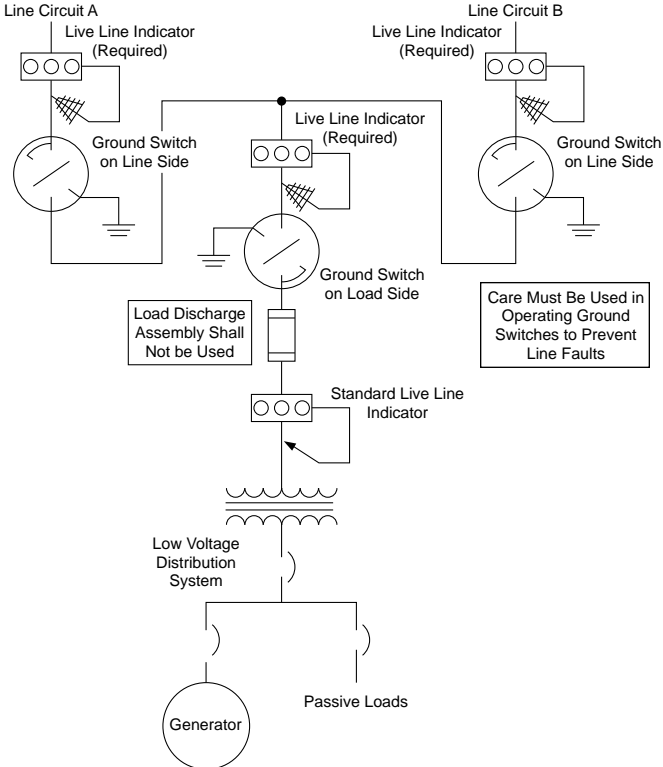 Line Circuit A
Line Circuit B
Live Line Indicator
(Required)
Live Line Indicator
(Required)
Live Line Indicator
(Required)
Ground Switch
on Line Side
Ground Switch
on Line Side
Ground Switch
on Load Side
Load Discharge
Assembly Shall
Not be Used
Care Must Be Used in
Operating Ground
Switches to Prevent
Line Faults
Standard Live Line
Indicator
Low Voltage
Distribution
System
Passive Loads
Generator